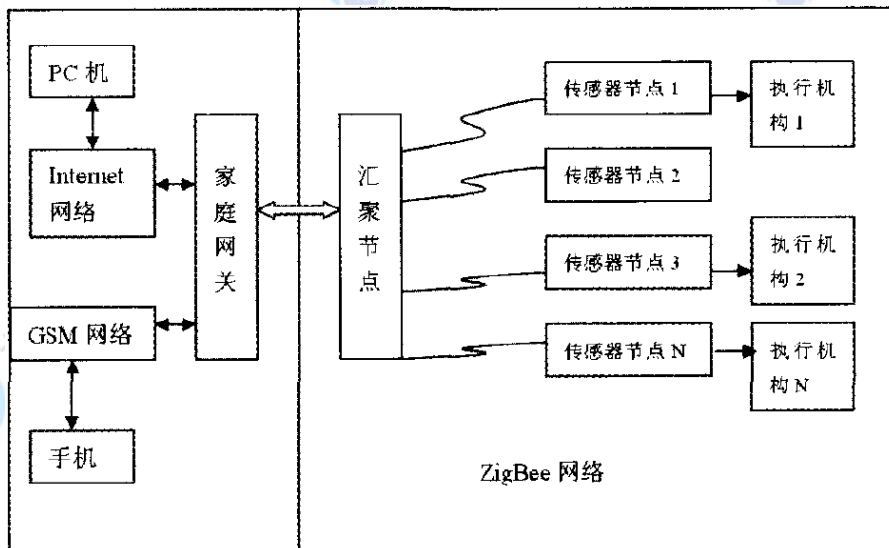 PC 机
Internet
网络
GSM 网络
手机
家
庭
网
关
汇
聚
节
点
传感器节点 1
传感器节点 2
传感器节点 3
传感器节点 N
执行机
构 1
执行机
构 2
执行机
构 N
ZigBee 网络